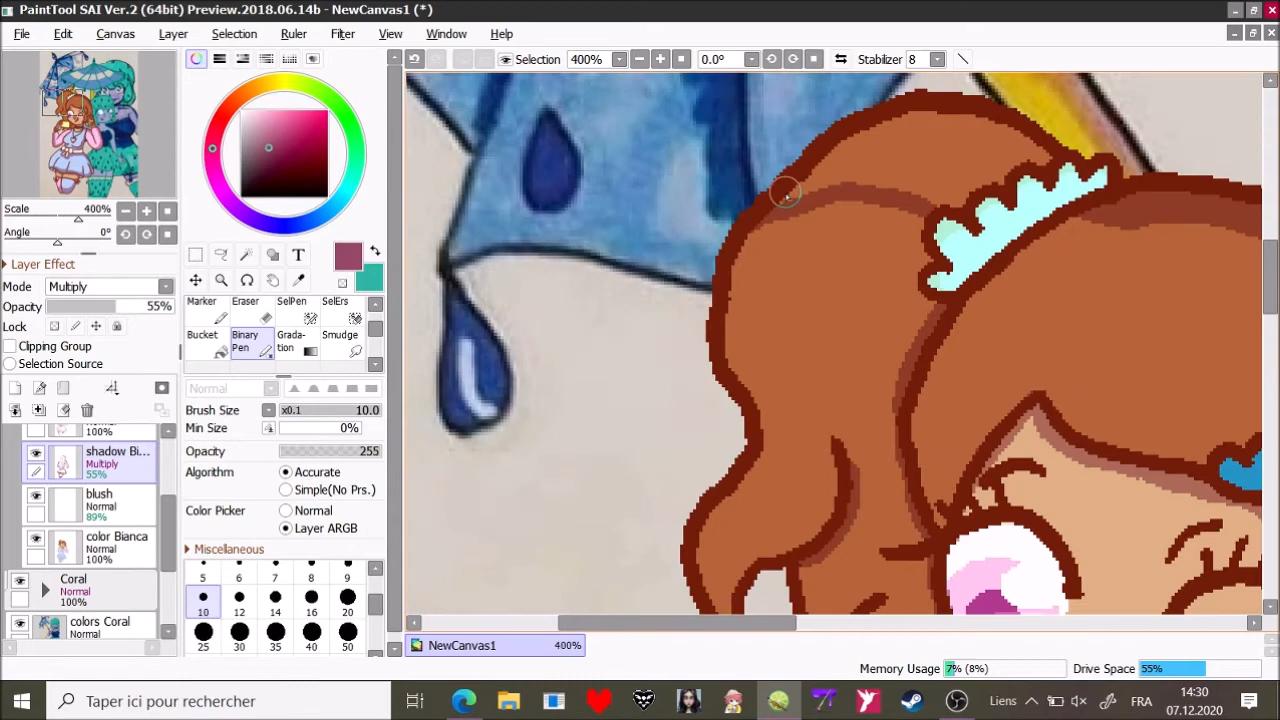 PaintTool SAI Ver.2 (64bit) Preview.2018.06.14b - NewCanvas1 (*)
File Edit Canvas Layer Selection Ruler Filter View Window Help
Selection 400% 0.0° Stabilizer 8
Scale 400%
Angle 0°
Layer Effect
Mode Multiply
Opacity 55%
Lock
Clipping Group
Selection Source
Normal
100%
shadow Bi...
Multiply
55%
blush
Normal
89%
color Bianca
Normal
100%
Coral
Normal
100%
colors Coral
Normal
T
Marker Eraser SelPen SelErs
Bucket Binary Pen Grada-tion Smudge
Normal
Brush Size x0.1 10.0
Min Size 0%
Opacity 255
Algorithm Accurate
Simple(No Prs.)
Color Picker Normal
Layer ARGB
Miscellaneous
5 6 7 8 9
10 12 14 16 20
25 30 35 40 50
NewCanvas1 400%
Memory Usage 7% (8%) Drive Space 55%
Taper ici pour rechercher
Liens FRA
14:30
07.12.2020